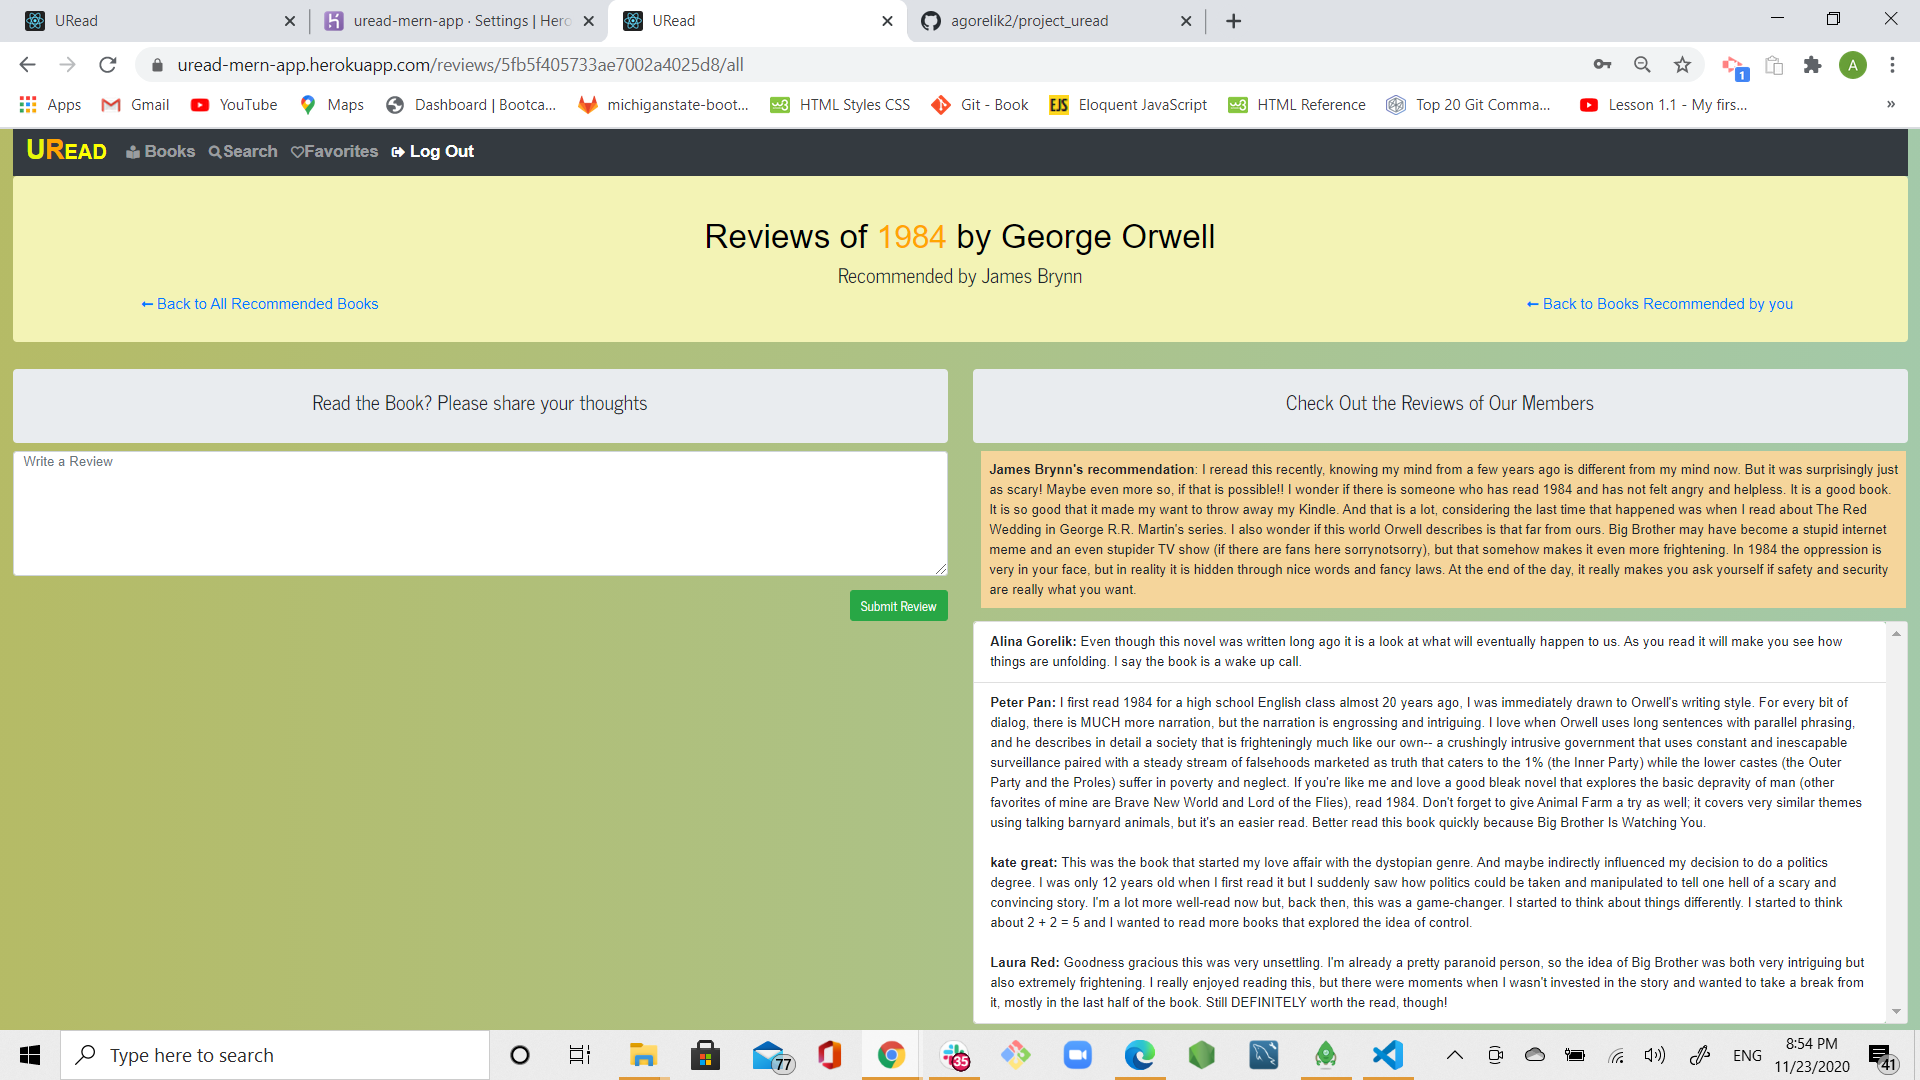 URead
uread-mern-app · Settings | Hero
URead
agorelik2/project_uread
uread-mern-app.herokuapp.com/reviews/5fb5f405733ae7002a4025d8/all
1
A
Apps
Gmail
YouTube
Maps
Dashboard | Bootca...
michiganstate-boot...
HTML Styles CSS
Git - Book
EJS
Eloquent JavaScript
HTML Reference
Top 20 Git Comma...
Lesson 1.1 - My firs...
»
URead
Books
Search
Favorites
Log Out
Reviews of 1984 by George Orwell
Recommended by James Brynn
← Back to All Recommended Books
← Back to Books Recommended by you
Read the Book? Please share your thoughts
Write a Review
Submit Review
Check Out the Reviews of Our Members
James Brynn's recommendation: I reread this recently, knowing my mind from a few years ago is different from my mind now. But it was surprisingly just
as scary! Maybe even more so, if that is possible!! I wonder if there is someone who has read 1984 and has not felt angry and helpless. It is a good book.
It is so good that it made my want to throw away my Kindle. And that is a lot, considering the last time that happened was when I read about The Red
Wedding in George R.R. Martin's series. I also wonder if this world Orwell describes is that far from ours. Big Brother may have become a stupid internet
meme and an even stupider TV show (if there are fans here sorrynotsorry), but that somehow makes it even more frightening. In 1984 the oppression is
very in your face, but in reality it is hidden through nice words and fancy laws. At the end of the day, it really makes you ask yourself if safety and security
are really what you want.
Alina Gorelik: Even though this novel was written long ago it is a look at what will eventually happen to us. As you read it will make you see how
things are unfolding. I say the book is a wake up call.
Peter Pan: I first read 1984 for a high school English class almost 20 years ago, I was immediately drawn to Orwell's writing style. For every bit of
dialog, there is MUCH more narration, but the narration is engrossing and intriguing. I love when Orwell uses long sentences with parallel phrasing,
and he describes in detail a society that is frighteningly much like our own-- a crushingly intrusive government that uses constant and inescapable
surveillance paired with a steady stream of falsehoods marketed as truth that caters to the 1% (the Inner Party) while the lower castes (the Outer
Party and the Proles) suffer in poverty and neglect. If you're like me and love a good bleak novel that explores the basic depravity of man (other
favorites of mine are Brave New World and Lord of the Flies), read 1984. Don't forget to give Animal Farm a try as well; it covers very similar themes
using talking barnyard animals, but it's an easier read. Better read this book quickly because Big Brother Is Watching You.
kate great: This was the book that started my love affair with the dystopian genre. And maybe indirectly influenced my decision to do a politics
degree. I was only 12 years old when I first read it but I suddenly saw how politics could be taken and manipulated to tell one hell of a scary and
convincing story. I'm a lot more well-read now but, back then, this was a game-changer. I started to think about things differently. I started to think
about 2 + 2 = 5 and I wanted to read more books that explored the idea of control.
Laura Red: Goodness gracious this was very unsettling. I'm already a pretty paranoid person, so the idea of Big Brother was both very intriguing but
also extremely frightening. I really enjoyed reading this, but there were moments when I wasn't invested in the story and wanted to take a break from
it, mostly in the last half of the book. Still DEFINITELY worth the read, though!
Type here to search
77
35
ENG
8:54 PM
11/23/2020
41